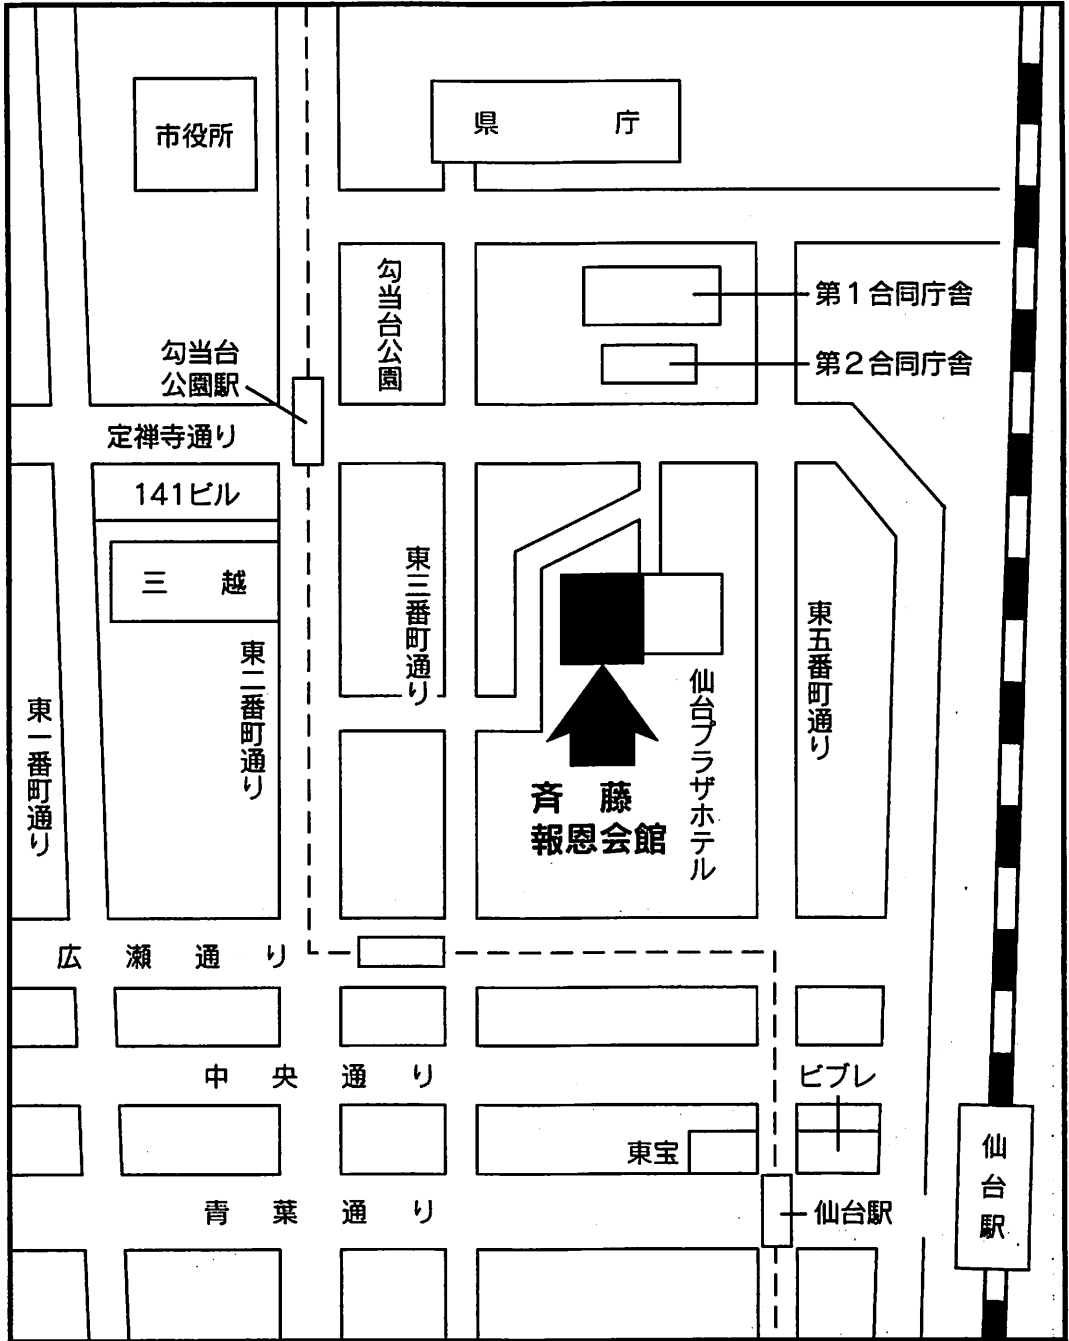 市役所
県 庁
勾当台公園
第1合同庁舎
第2合同庁舎
勾当台
公園駅
定禅寺通り
141ビル
三 越
東一番町通り
東二番町通り
東三番町通り
東五番町通り
仙台プラザホテル
斉 藤
報恩会館
広 瀬 通 り
中 央 通 り
ビブレ
東宝
青 葉 通 り
仙台駅
仙台駅